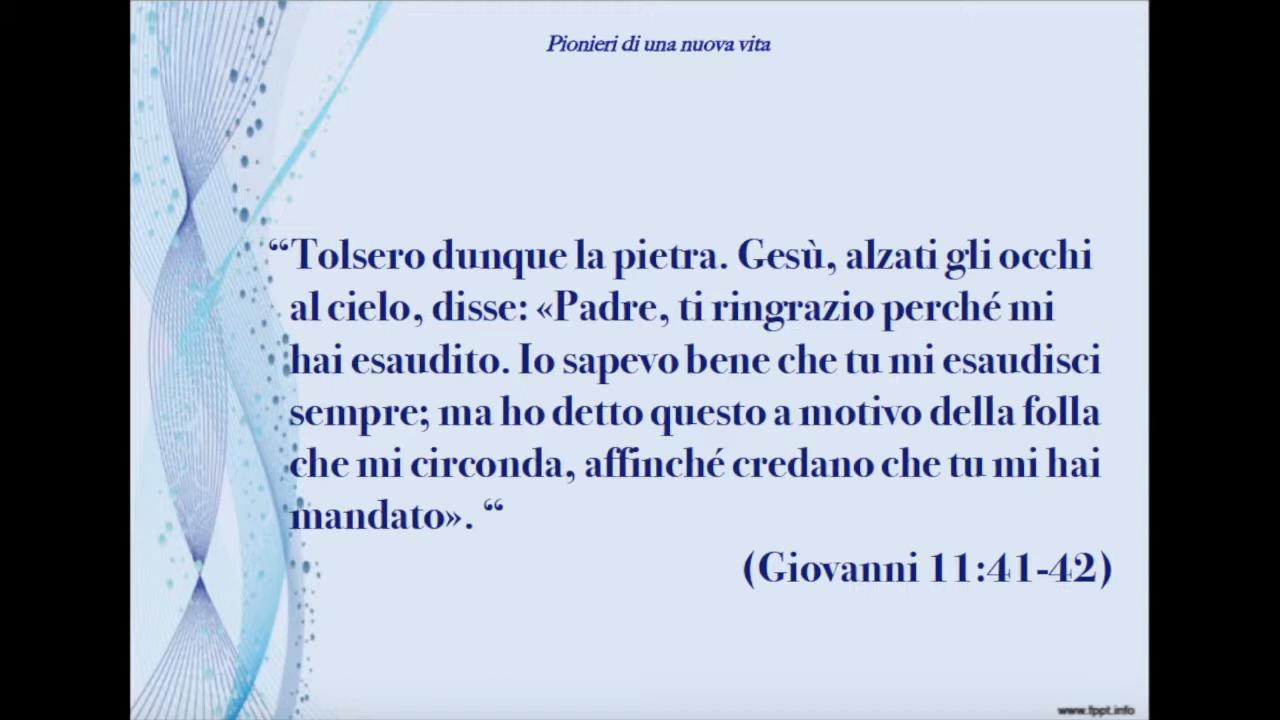 Pionieri di una nuova vita
“Tolsero dunque la pietra. Gesù, alzati gli occhi
al cielo, disse: «Padre, ti ringrazio perché mi
hai esaudito. Io sapevo bene che tu mi esaudisci
sempre; ma ho detto questo a motivo della folla
che mi circonda, affinché credano che tu mi hai
mandato». “
(Giovanni 11:41-42)
www.fppt.info